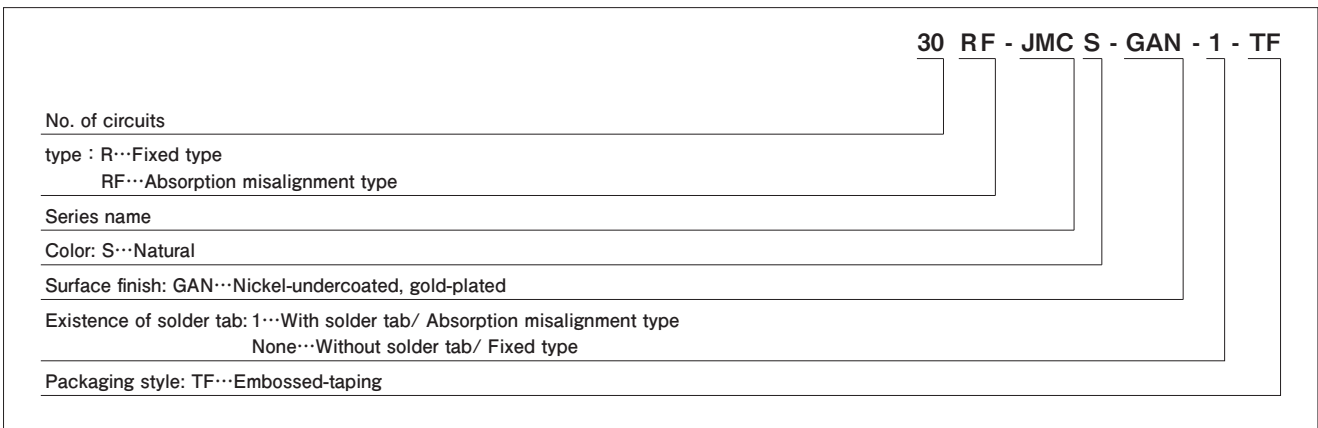 30 RF - JMC S - GAN - 1 - TF
No. of circuits
type : R···Fixed type
RF···Absorption misalignment type
Series name
Color: S···Natural
Surface finish: GAN···Nickel-undercoated, gold-plated
Existence of solder tab: 1···With solder tab/ Absorption misalignment type
None···Without solder tab/ Fixed type
Packaging style: TF···Embossed-taping